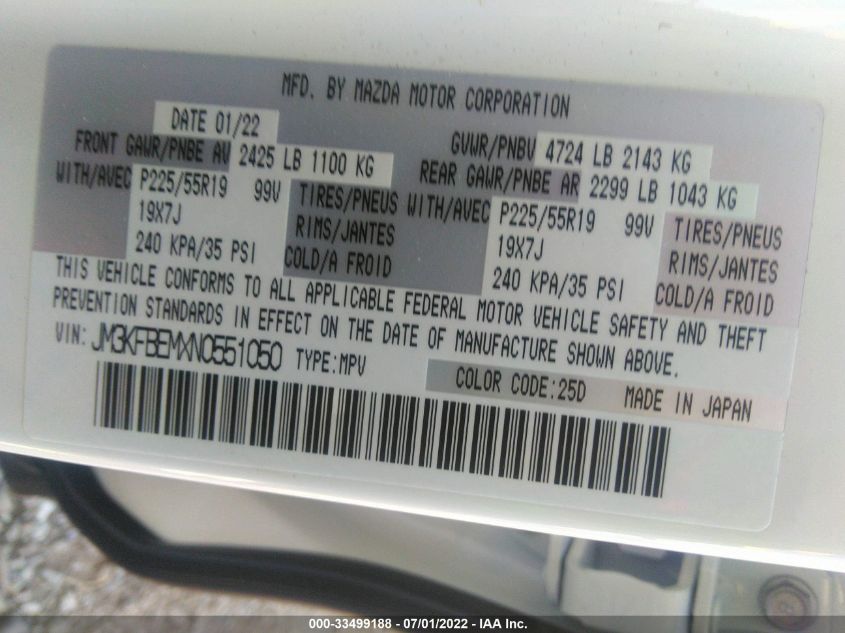 MFD. BY MAZDA MOTOR CORPORATION
DATE 01/22
GVWR/PNBV 4724 LB 2143 KG
FRONT GAWR/PNBE AV 2425 LB 1100 KG
REAR GAWR/PNBE AR 2299 LB 1043 KG
WITH/AVEC P225/55R19 99V TIRES/PNEUS
19X7J RIMS/JANTES
240 KPA/35 PSI COLD/A FROID
WITH/AVEC P225/55R19 99V TIRES/PNEUS
19X7J RIMS/JANTES
240 KPA/35 PSI COLD/A FROID
THIS VEHICLE CONFORMS TO ALL APPLICABLE FEDERAL MOTOR VEHICLE SAFETY AND THEFT
PREVENTION STANDARDS IN EFFECT ON THE DATE OF MANUFACTURE SHOWN ABOVE.
VIN: JM3KFBEMXN0551050 TYPE:MPV
COLOR CODE:25D MADE IN JAPAN
000-33499188 - 07/01/2022 - IAA Inc.